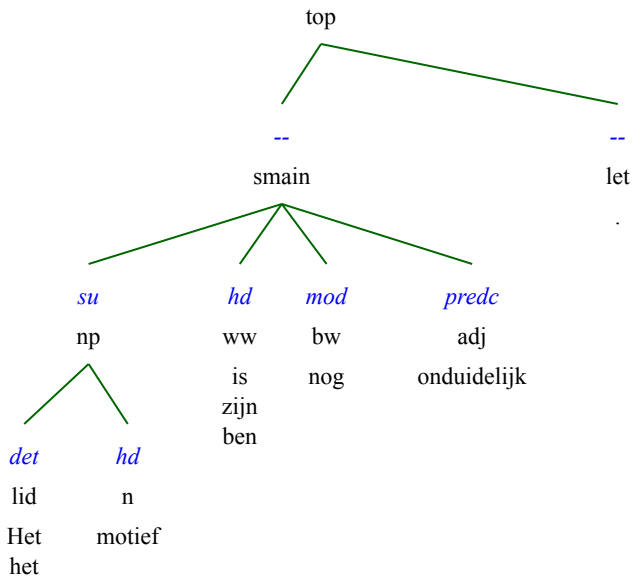 top
-- --
smain let
.
su hd mod predc
np ww bw adj
is nog onduidelijk
zijn
ben
det hd
lid n
Het motief
het